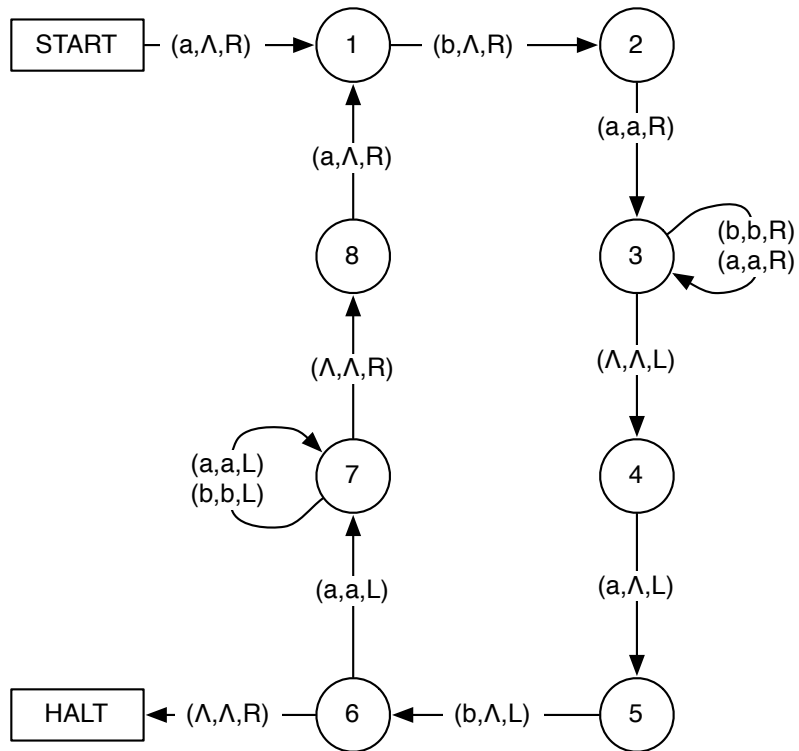 START (a,Λ,R) 1 (b,Λ,R) 2
(a,Λ,R) (a,a,R)
8 3 (b,b,R)
(a,a,R)
(Λ,Λ,R) (Λ,Λ,L)
(a,a,L)
(b,b,L) 7 4
(a,a,L) (a,Λ,L)
HALT (Λ,Λ,R) 6 (b,Λ,L) 5